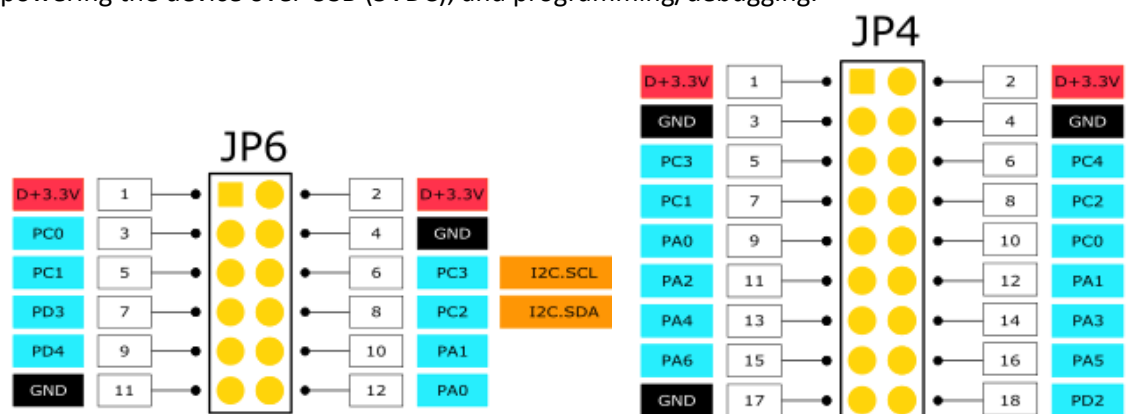 powering the device over USB (5VDC), and programming/debugging.
JP6
D+3.3V 1 2 D+3.3V
PC0 3 4 GND
PC1 5 6 PC3 I2C.SCL
PD3 7 8 PC2 I2C.SDA
PD4 9 10 PA1
GND 11 12 PA0
JP4
D+3.3V 1 2 D+3.3V
GND 3 4 GND
PC3 5 6 PC4
PC1 7 8 PC2
PA0 9 10 PC0
PA2 11 12 PA1
PA4 13 14 PA3
PA6 15 16 PA5
GND 17 18 PD2